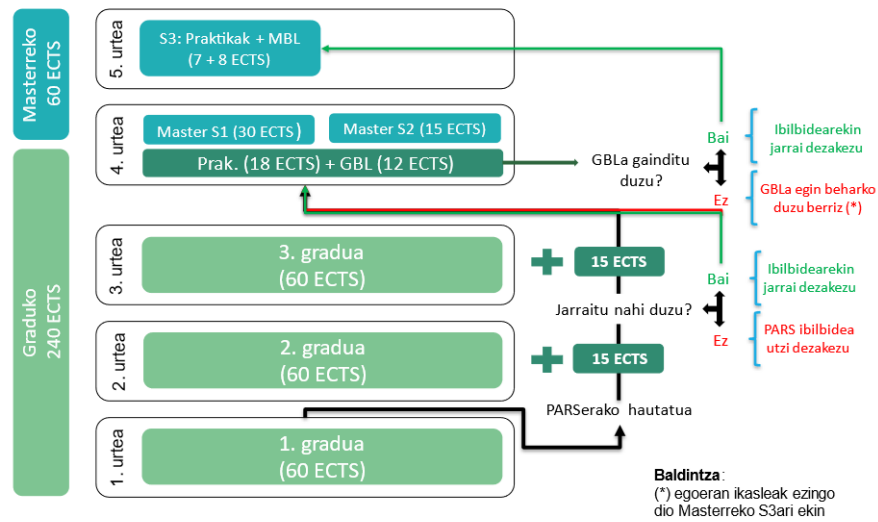 Masterreko
60 ECTS
5. urtea
S3: Praktikak + MBL
(7 + 8 ECTS)
4. urtea
Master S1 (30 ECTS)
Master S2 (15 ECTS)
Prak. (18 ECTS) + GBL (12 ECTS)
GBLa gainditu
duzu?
Bai
Ibilbidearekin
jarrai dezakezu
Ez
GBLa egin beharko
duzu berriz (*)
Graduko
240 ECTS
3. urtea
3. gradua
(60 ECTS)
15 ECTS
Jarraitu nahi duzu?
Bai
Ibilbidearekin
jarrai dezakezu
Ez
PARS ibilbidea
utzi dezakezu
2. urtea
2. gradua
(60 ECTS)
15 ECTS
PARSerako hautatua
1. urtea
1. gradua
(60 ECTS)
Baldintza:
(*) egoeran ikasleak ezingo
dio Masterreko S3ari ekin